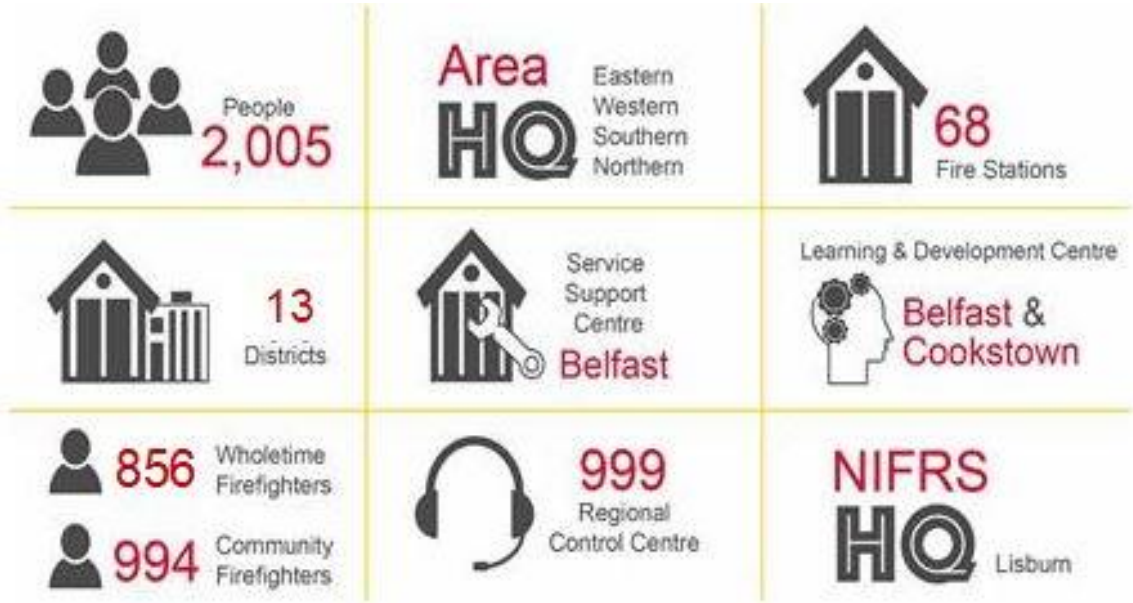 People
2,005
Area
HQ
Eastern
Western
Southern
Northern
68
Fire Stations
13
Districts
Service
Support
Centre
Belfast
Learning & Development Centre
Belfast &
Cookstown
856
Wholetime
Firefighters
994
Community
Firefighters
999
Regional
Control Centre
NIFRS
HQ
Lisburn